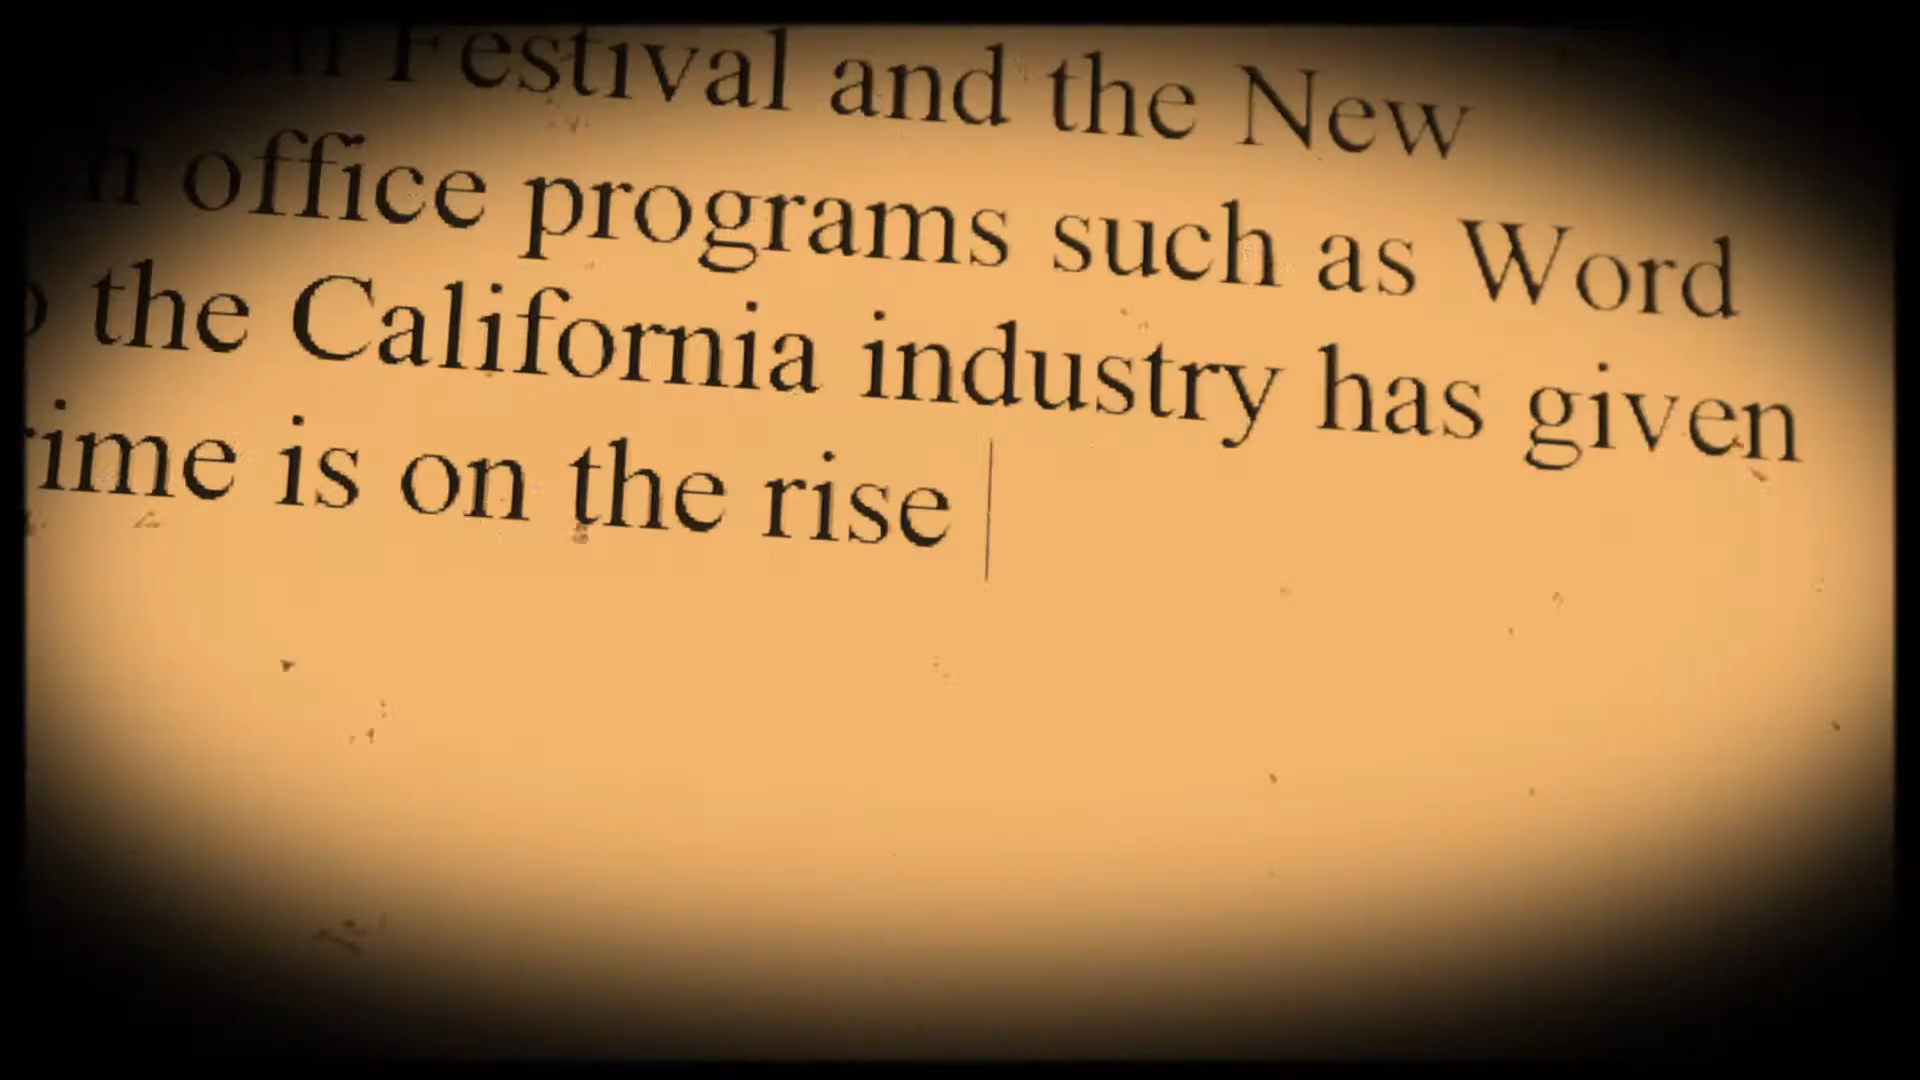 Festival and the New
office programs such as Word
the California industry has given
is on the rise